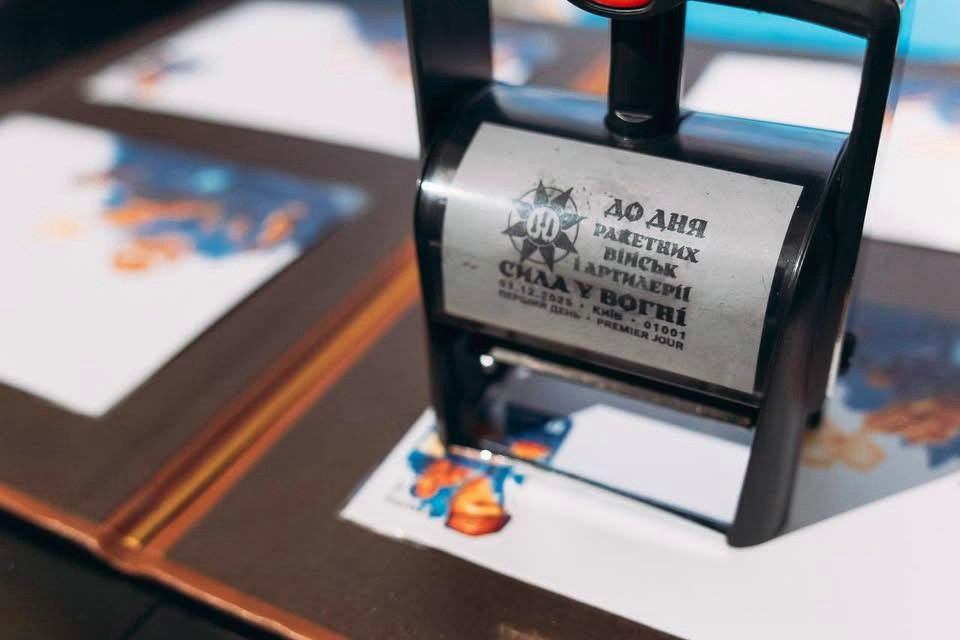 ДО ДНЯ
РАКЕТНИХ
ВІЙСЬК
І АРТИЛЕРІЇ
СИЛА У ВОГНІ
03.12.2025 • КИЇВ • 01001
ПЕРШИЙ ДЕНЬ • PREMIER JOUR